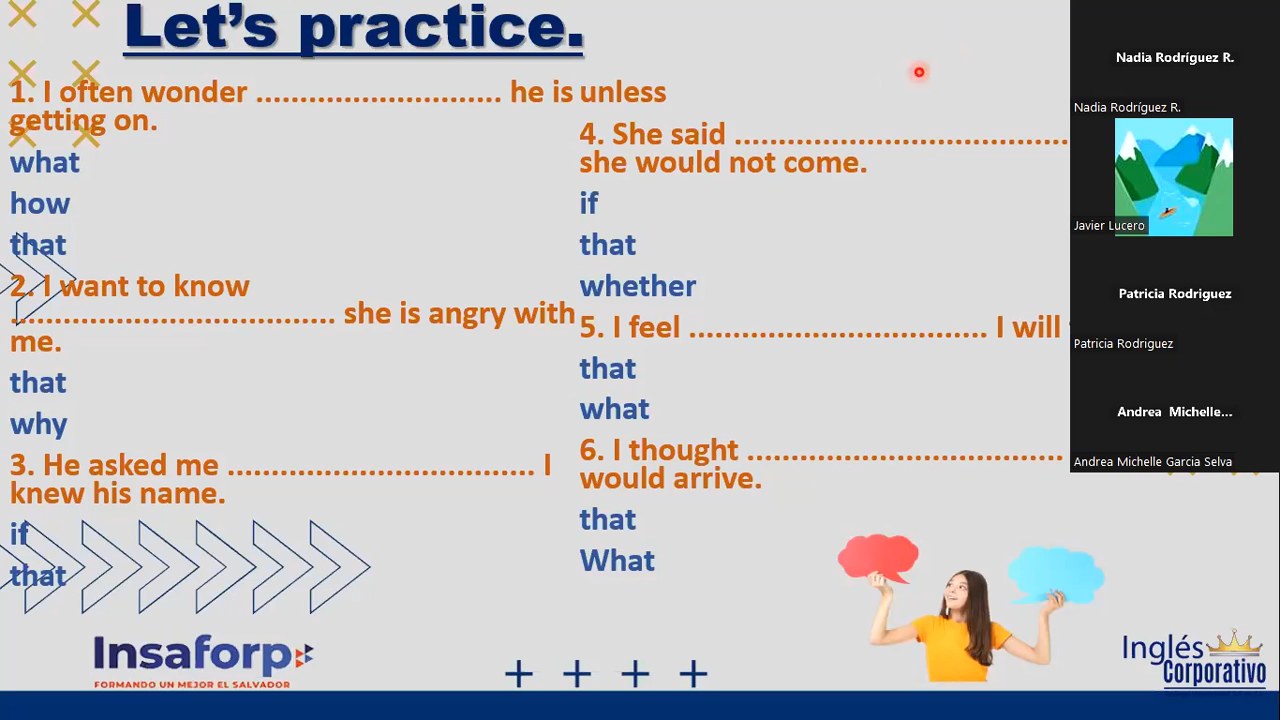 Let's practice.
1. I often wonder ............................ he is
getting on.
what
how
that
2. I want to know
..................................... she is angry with
me.
that
why
3. He asked me ................................... I
knew his name.
if
that
unless
4. She said ......................................
she would not come.
if
that
whether
5. I feel .................................. I will
that
what
6. I thought ....................................
would arrive.
that
What
Insaforp
FORMANDO UN MEJOR EL SALVADOR
Inglés
Corporativo
Nadia Rodríguez R.
Nadia Rodríguez R.
Javier Lucero
Patricia Rodriguez
Patricia Rodriguez
Andrea Michelle...
Andrea Michelle Garcia Selva